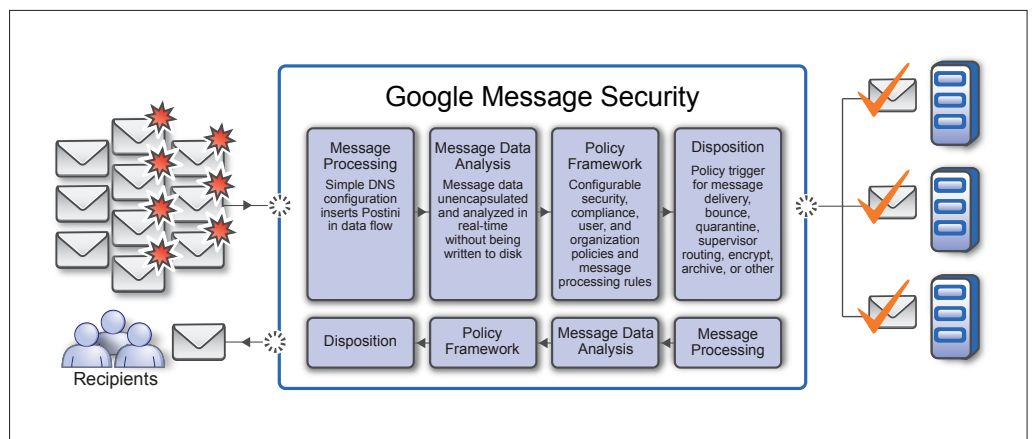 Google Message Security
Message
Processing
Simple DNS
configuration
inserts Postini
in data flow
Message Data
Analysis
Message data
unencapsulated
and analyzed in
real-time
without being
written to disk
Policy
Framework
Configurable
security,
compliance,
user, and
organization
policies and
message
processing rules
Disposition
Policy trigger
for message
delivery,
bounce,
quarantine,
supervisor
routing, encrypt,
archive, or other
Disposition
Policy
Framework
Message Data
Analysis
Message
Processing
Recipients